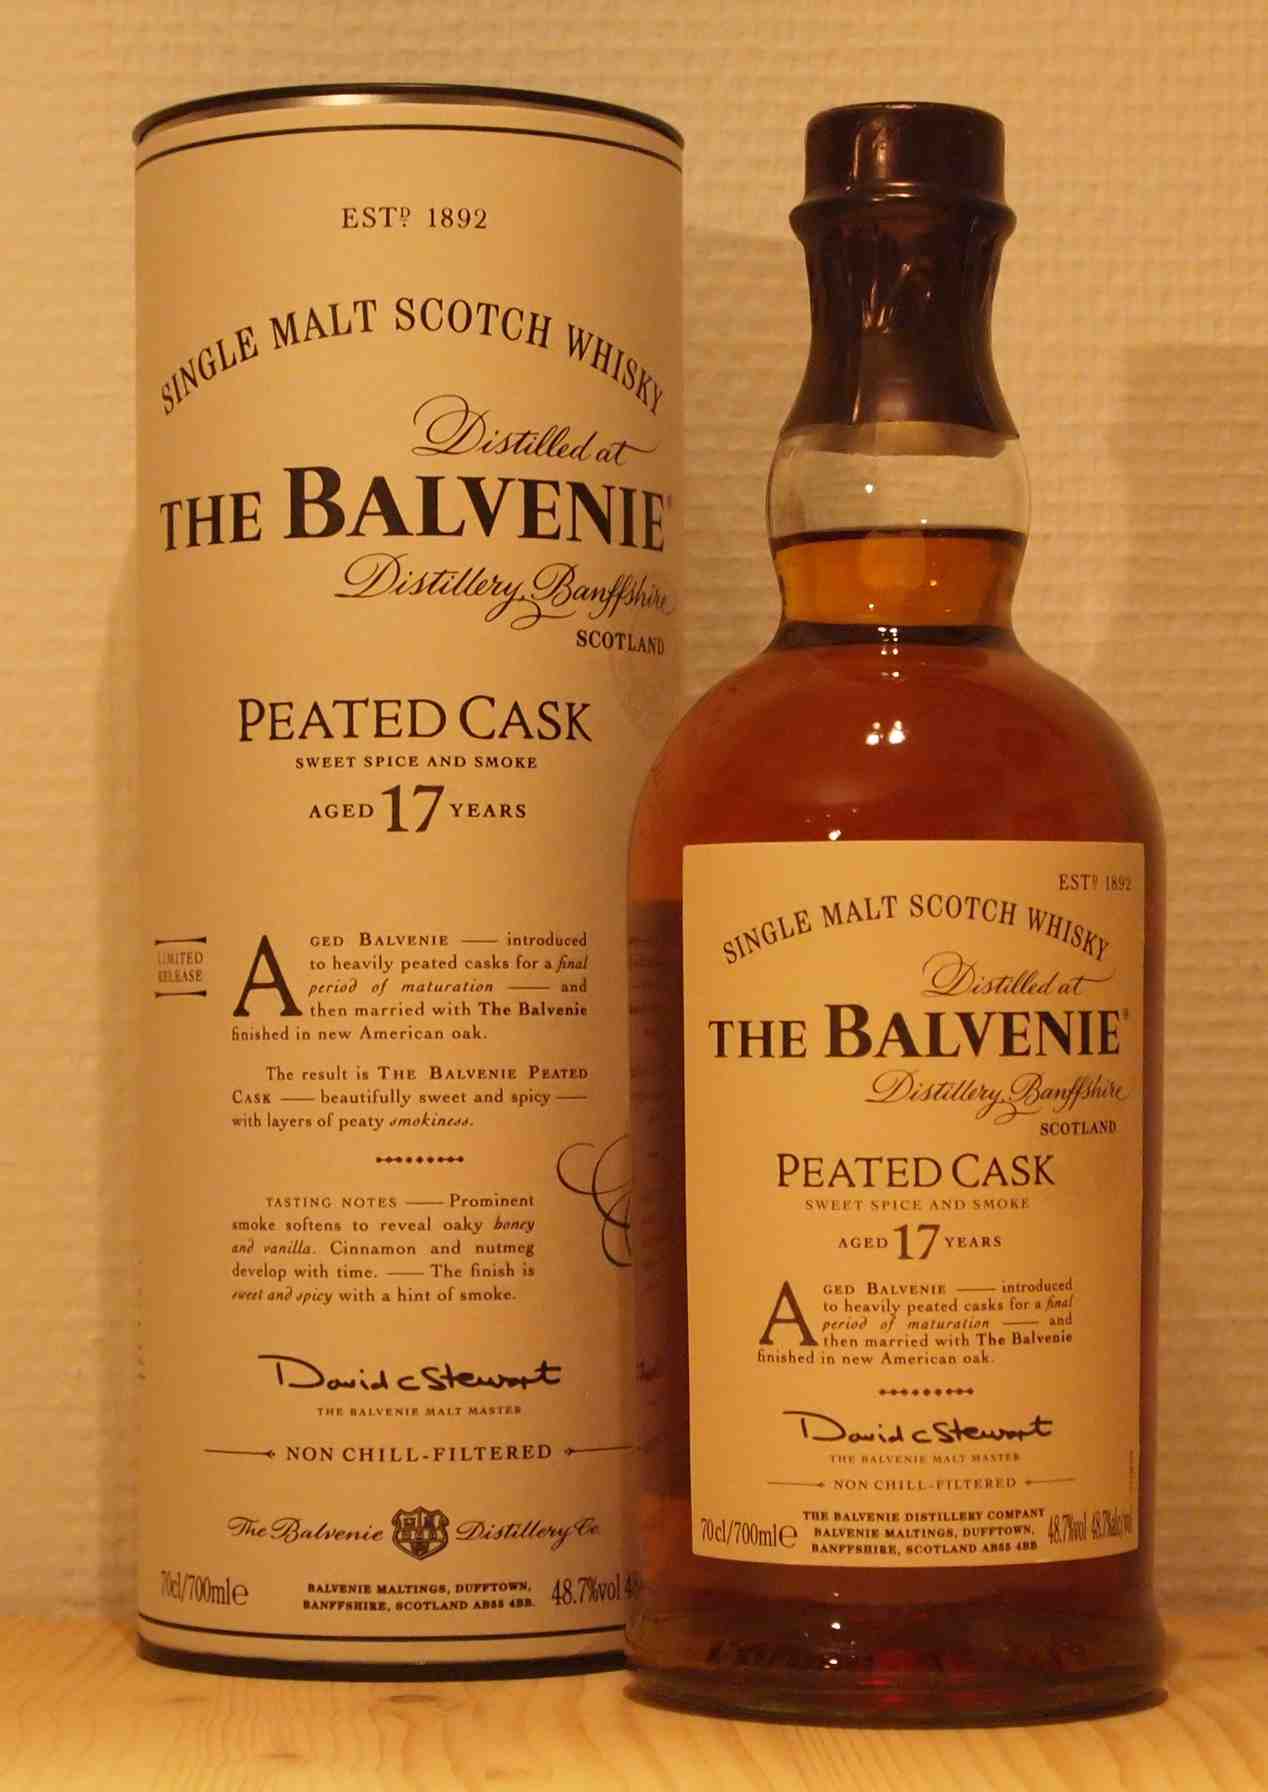 ESTD 1892
SINGLE MALT SCOTCH WHISKY
Distilled at
THE BALVENIE®
Distillery, Banffshire
SCOTLAND
PEATED CASK
SWEET SPICE AND SMOKE
AGED 17 YEARS
LIMITED
RELEASE
AGED BALVENIE — introduced
to heavily peated casks for a final
period of maturation — and
then married with The Balvenie
finished in new American oak.
The result is THE BALVENIE PEATED
CASK — beautifully sweet and spicy —
with layers of peaty smokiness.
TASTING NOTES — Prominent
smoke softens to reveal oaky honey
and vanilla. Cinnamon and nutmeg
develop with time. — The finish is
sweet and spicy with a hint of smoke.
David C Stewart
THE BALVENIE MALT MASTER
NON CHILL-FILTERED
The Balvenie Distillery Co.
70cl/700ml e
BALVENIE MALTINGS, DUFFTOWN,
BANFFSHIRE, SCOTLAND AB55 4BB.
48.7%vol
ESTD 1892
SINGLE MALT SCOTCH WHISKY
Distilled at
THE BALVENIE®
Distillery, Banffshire
SCOTLAND
PEATED CASK
SWEET SPICE AND SMOKE
AGED 17 YEARS
AGED BALVENIE — introduced
to heavily peated casks for a final
period of maturation — and
then married with The Balvenie
finished in new American oak.
David C Stewart
THE BALVENIE MALT MASTER
NON CHILL-FILTERED
70cl/700ml e
THE BALVENIE DISTILLERY COMPANY
BALVENIE MALTINGS, DUFFTOWN,
BANFFSHIRE, SCOTLAND AB55 4BB
48.7%vol 48.7%alc/vol